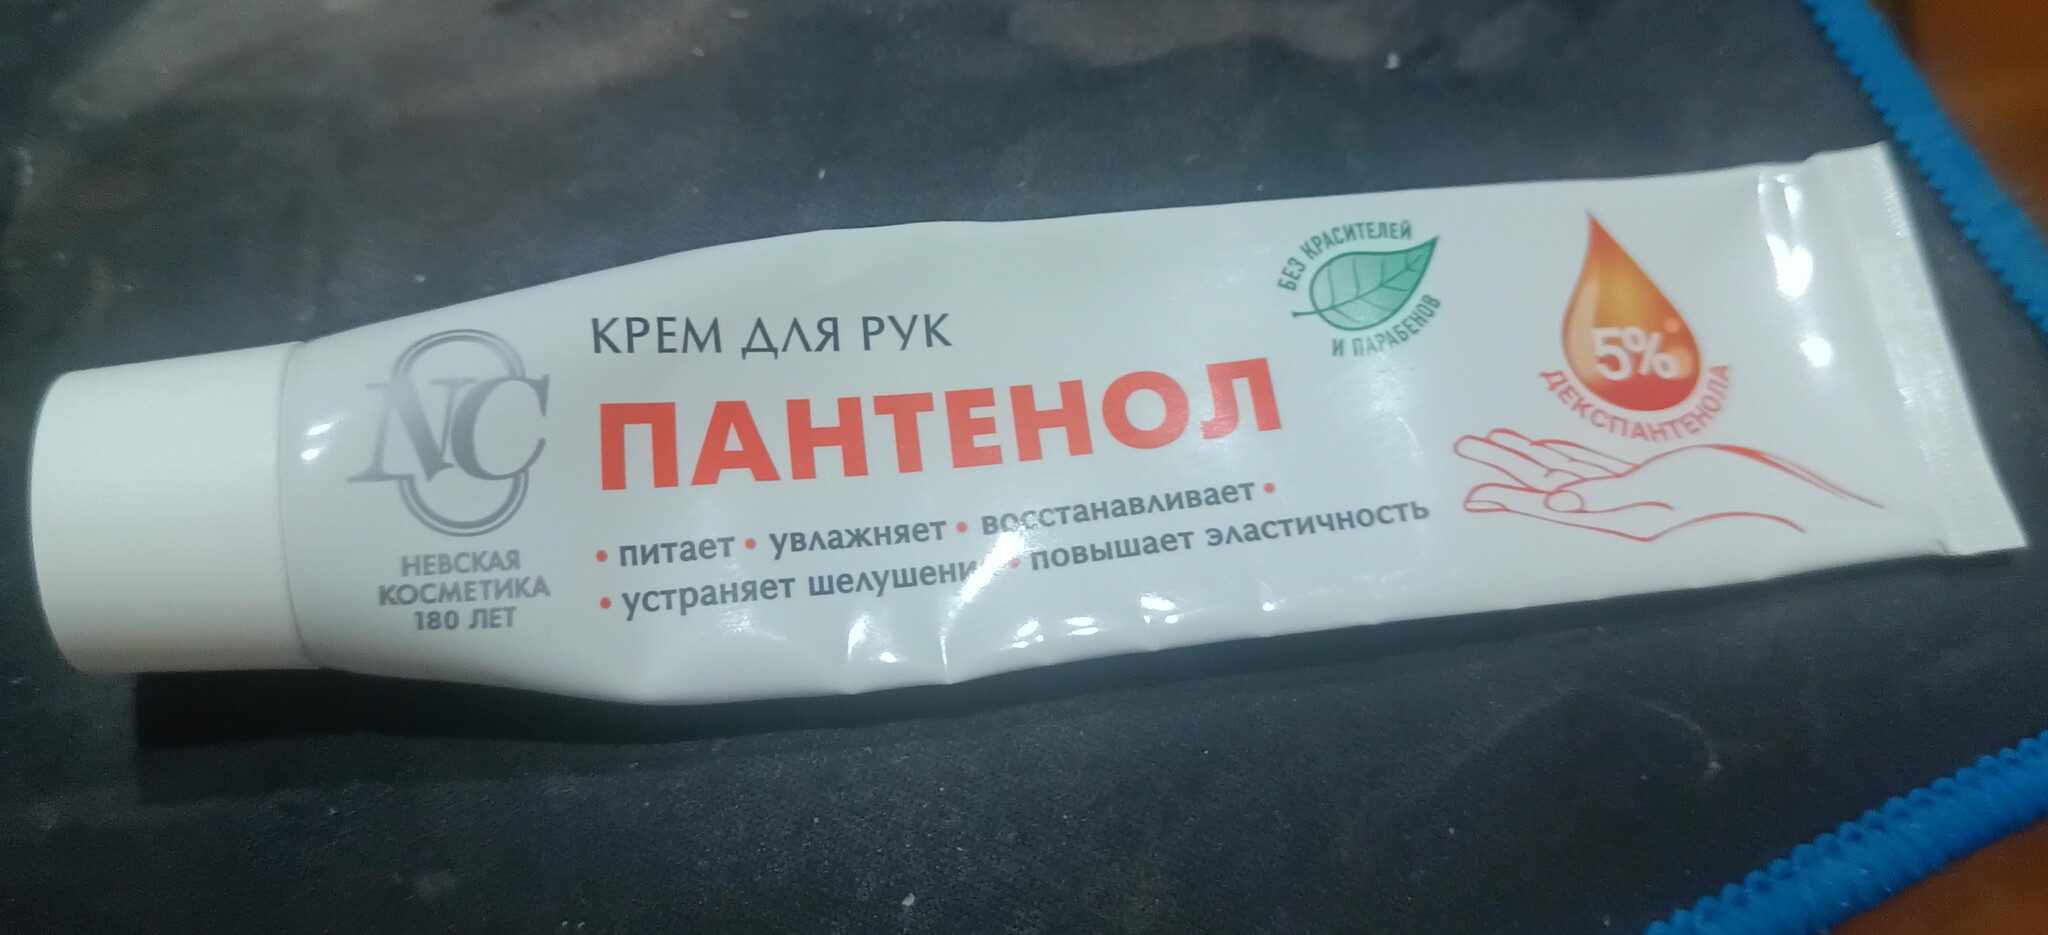 NC
НЕВСКАЯ
КОСМЕТИКА
180 ЛЕТ
КРЕМ ДЛЯ РУК
ПАНТЕНОЛ
• питает • увлажняет • восстанавливает •
• устраняет шелушение • повышает эластичность
БЕЗ КРАСИТЕЛЕЙ
И ПАРАБЕНОВ
5%
ДЕКСПАНТЕНОЛА